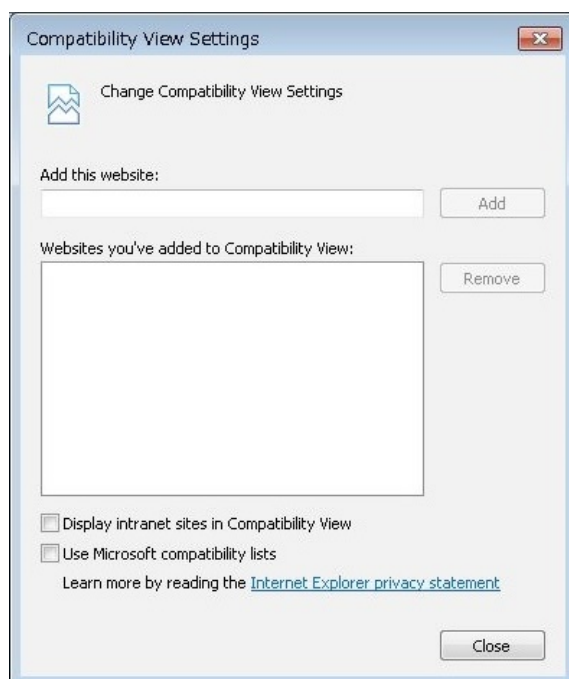 Compatibility View Settings
Change Compatibility View Settings
Add this website:
Add
Websites you've added to Compatibility View:
Remove
Display intranet sites in Compatibility View
Use Microsoft compatibility lists
Learn more by reading the Internet Explorer privacy statement
Close